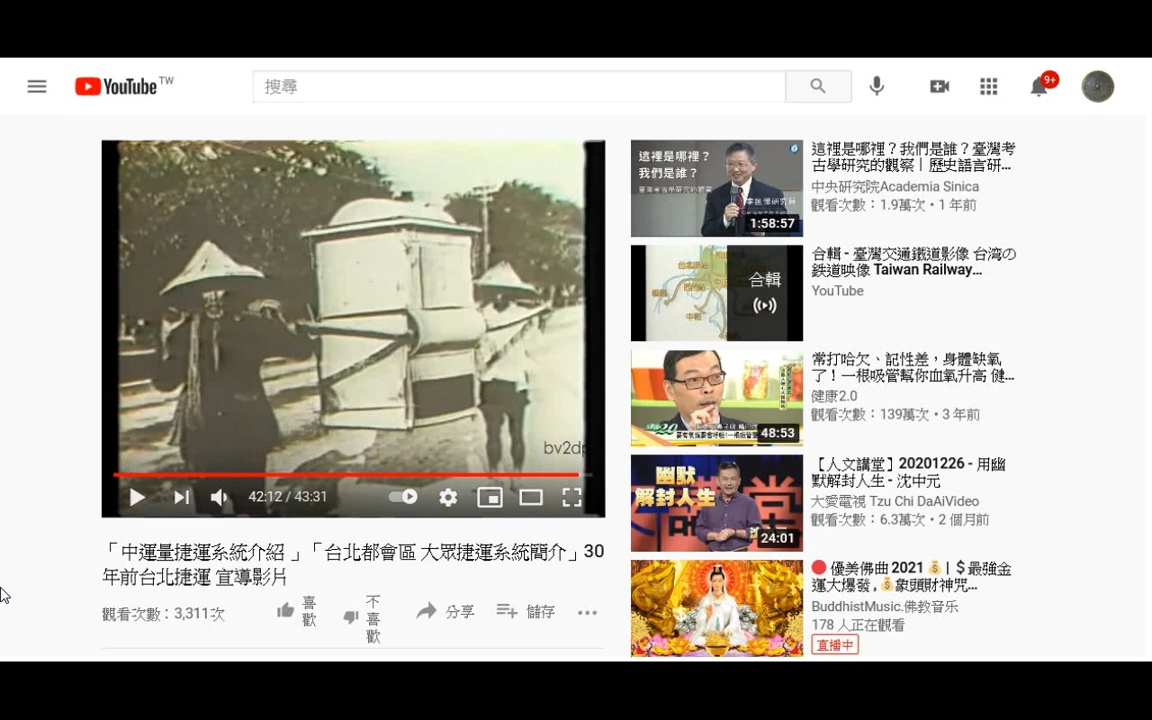 YouTube TW
搜尋
9+
bv2dp
42:12 / 43:31
「中運量捷運系統介紹 」「台北都會區 大眾捷運系統簡介」30
年前台北捷運 宣導影片
觀看次數：3,311次
喜歡
不喜歡
分享
儲存
這裡是哪裡？
我們是誰？
1:58:57
這裡是哪裡？我們是誰？臺灣考
古學研究的觀察丨歷史語言研...
中央研究院Academia Sinica
觀看次數：1.9萬次・1 年前
合輯
合輯 - 臺灣交通鐵道影像 台湾の
鉄道映像 Taiwan Railway...
YouTube
48:53
常打哈欠、記性差，身體缺氧
了！一根吸管幫你血氧升高 健...
健康2.0
觀看次數：139萬次・3 年前
幽默
解封人生
24:01
【人文講堂】20201226 - 用幽
默解封人生 - 沈中元
大愛電視 Tzu Chi DaAiVideo
觀看次數：6.3萬次・2 個月前
優美佛曲 2021 💰丨＄最強金
運大爆發 , 💰象頭財神咒...
BuddhistMusic.佛教音乐
178 人正在觀看
直播中